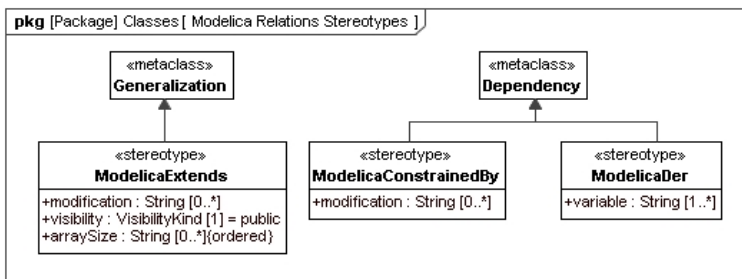 pkg [Package] Classes [ Modelica Relations Stereotypes ]
«metaclass»
Generalization
«metaclass»
Dependency
«stereotype»
ModelicaExtends
+modification : String [0..*]
+visibility : VisibilityKind [1] = public
+arraySize : String [0..*]{ordered}
«stereotype»
ModelicaConstrainedBy
+modification : String [0..*]
«stereotype»
ModelicaDer
+variable : String [1..*]